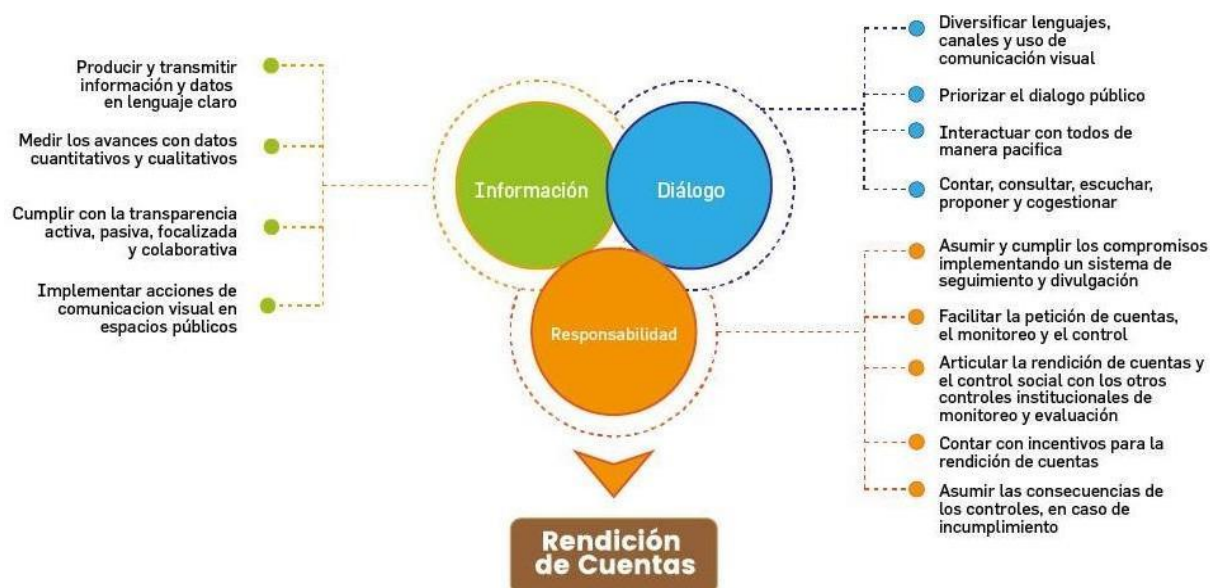 Producir y transmitir
información y datos
en lenguaje claro
Medir los avances con datos
cuantitativos y cualitativos
Cumplir con la transparencia
activa, pasiva, focalizada
y colaborativa
Implementar acciones de
comunicacion visual en
espacios públicos
Información
Diálogo
Responsabilidad
Diversificar lenguajes,
canales y uso de
comunicación visual
Priorizar el dialogo público
Interactuar con todos de
manera pacifica
Contar, consultar, escuchar,
proponer y cogestionar
Asumir y cumplir los compromisos
implementando un sistema de
seguimiento y divulgación
Facilitar la petición de cuentas,
el monitoreo y el control
Articular la rendición de cuentas y
el control social con los otros
controles institucionales de
monitoreo y evaluación
Contar con incentivos para la
rendición de cuentas
Asumir las consecuencias de
los controles, en caso de
incumplimiento
Rendición
de Cuentas